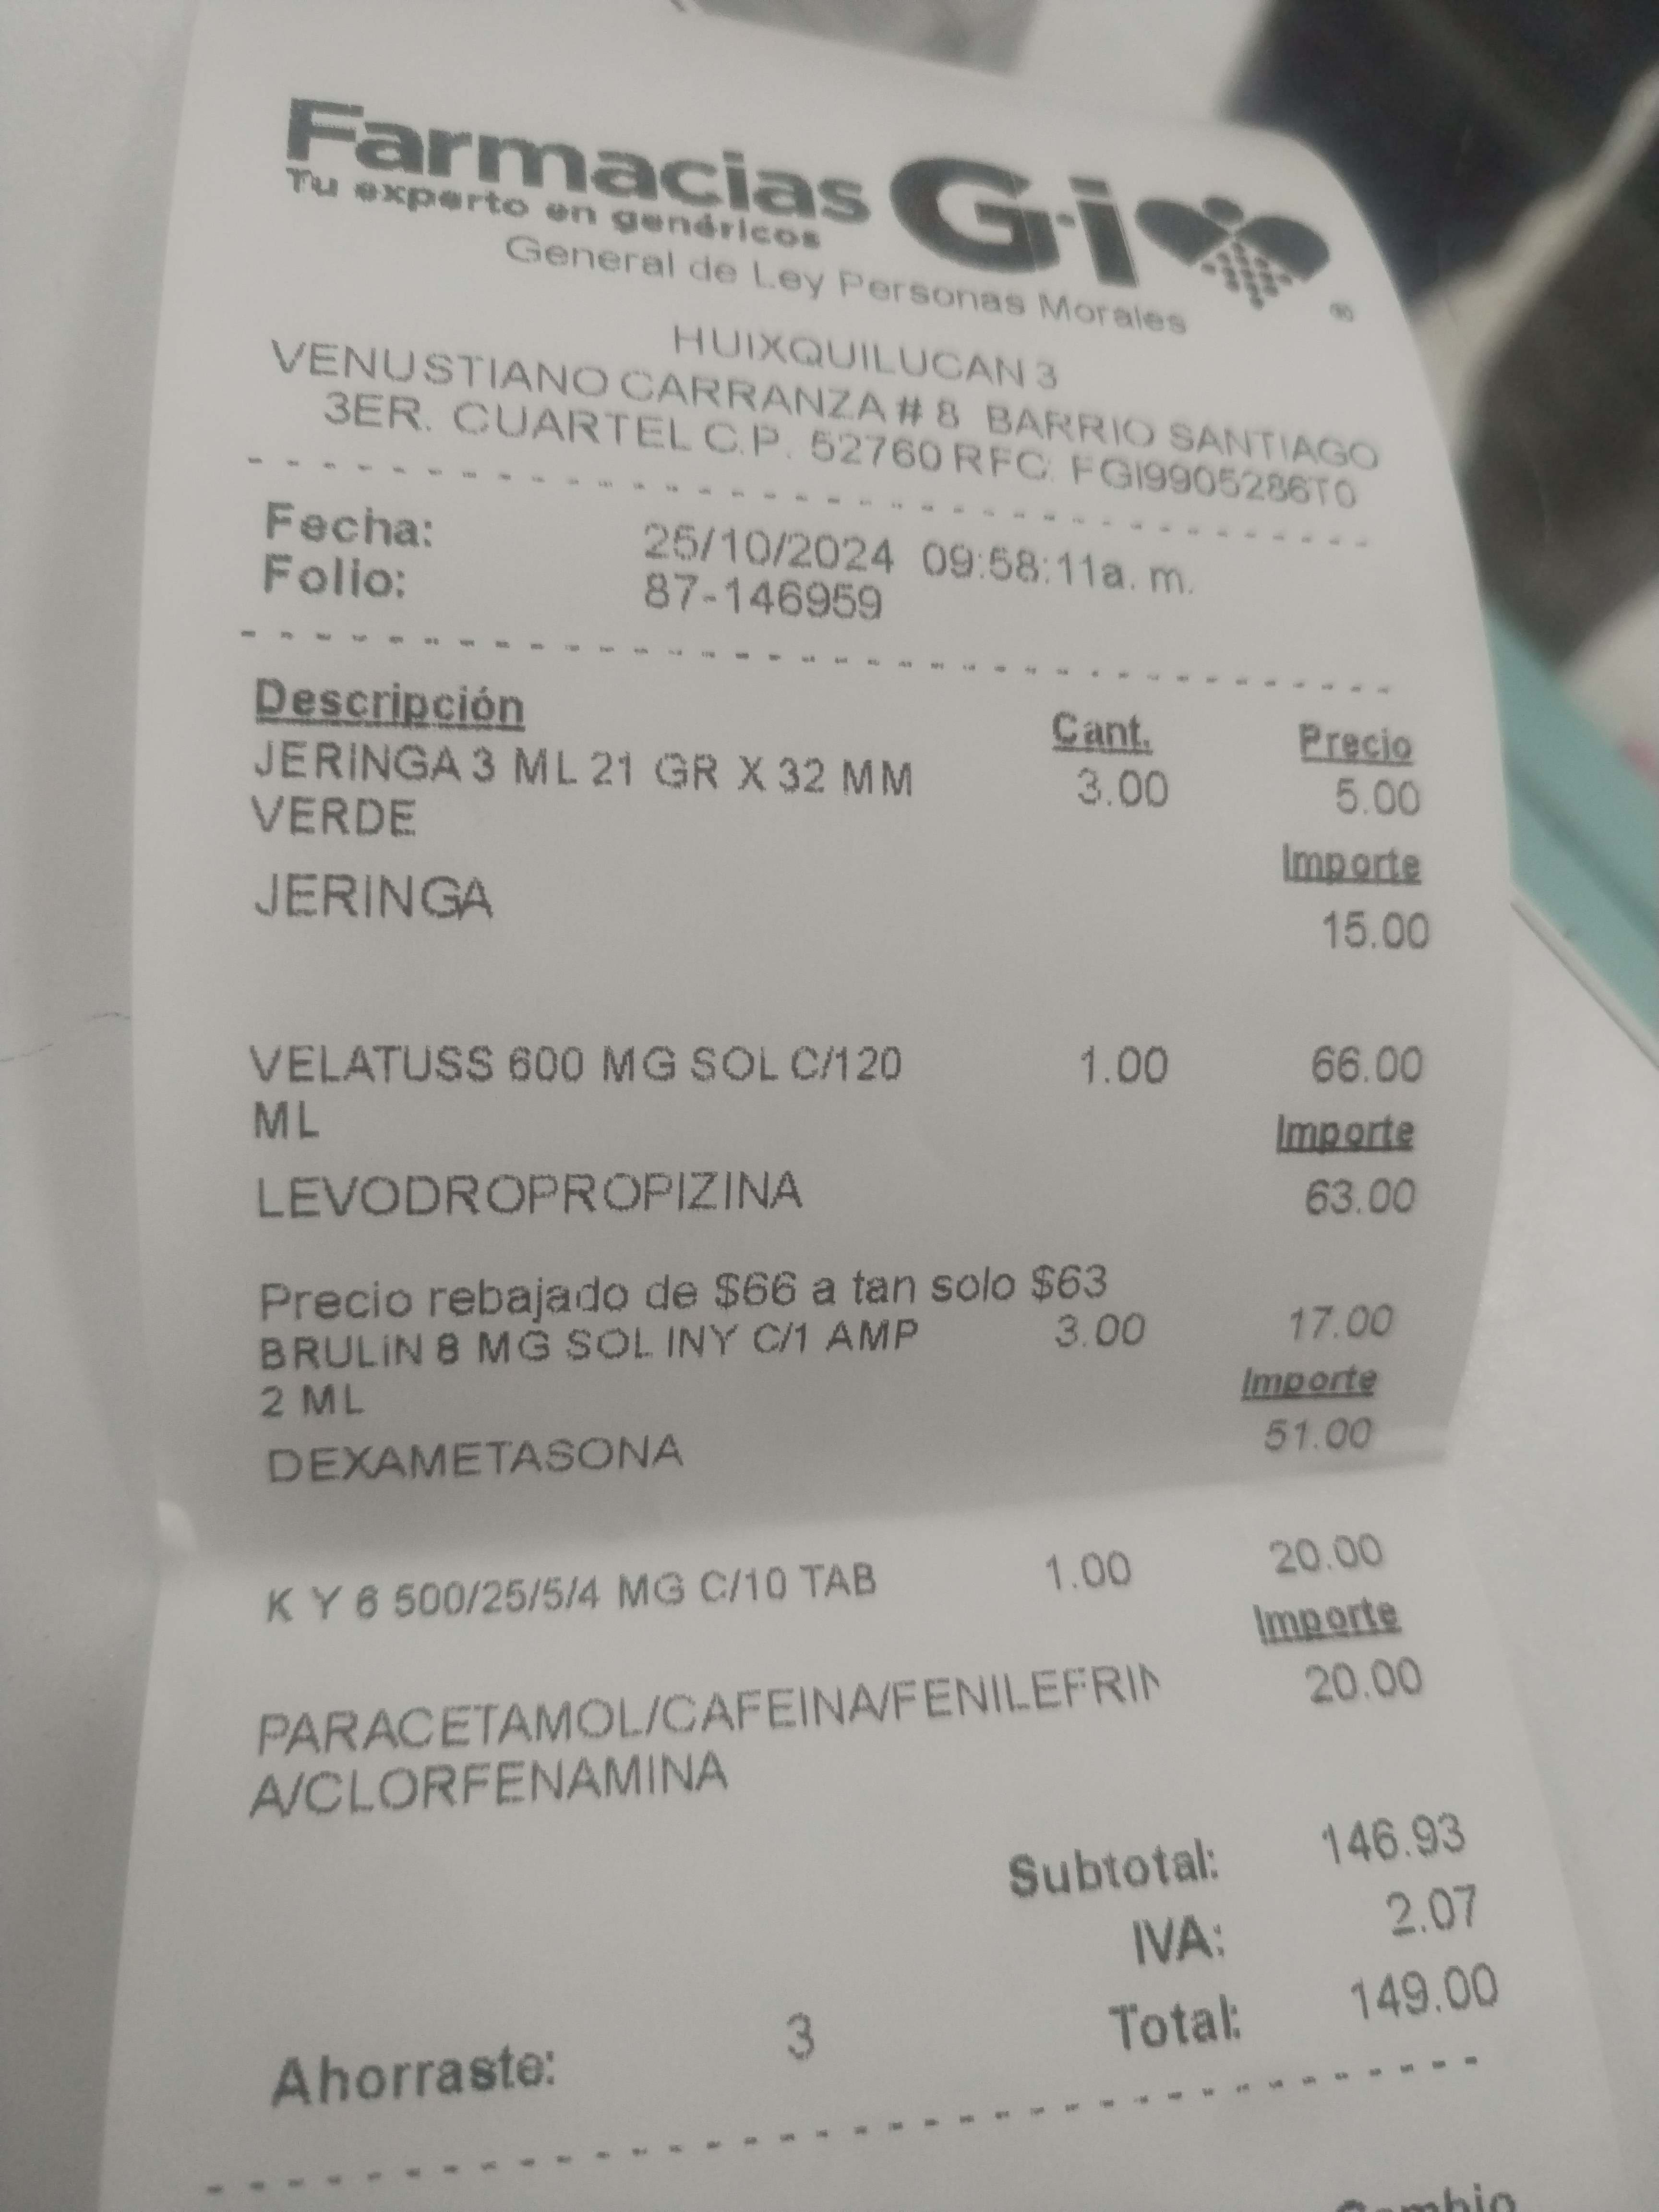 Farmacias Gi
Tu experto en genéricos
General de Ley Personas Morales
HUIXQUILUCAN 3
VENUSTIANO CARRANZA # 8 BARRIO SANTIAGO
3ER. CUARTEL C.P. 52760 RFC: FGI9905286T0
Fecha: 25/10/2024 09:58:11a. m.
Folio: 87-146959
Descripción Cant. Precio
JERINGA 3 ML 21 GR X 32 MM 3.00 5.00
VERDE
Importe
JERINGA 15.00
VELATUSS 600 MG SOL C/120 1.00 66.00
ML Importe
LEVODROPROPIZINA 63.00
Precio rebajado de $66 a tan solo $63
BRULIN 8 MG SOL INY C/1 AMP 3.00 17.00
2 ML Importe
DEXAMETASONA 51.00
K Y 6 500/25/5/4 MG C/10 TAB 1.00 20.00
Importe
PARACETAMOL/CAFEINA/FENILEFRIN 20.00
A/CLORFENAMINA
Subtotal: 146.93
IVA: 2.07
Total: 149.00
Ahorraste: 3